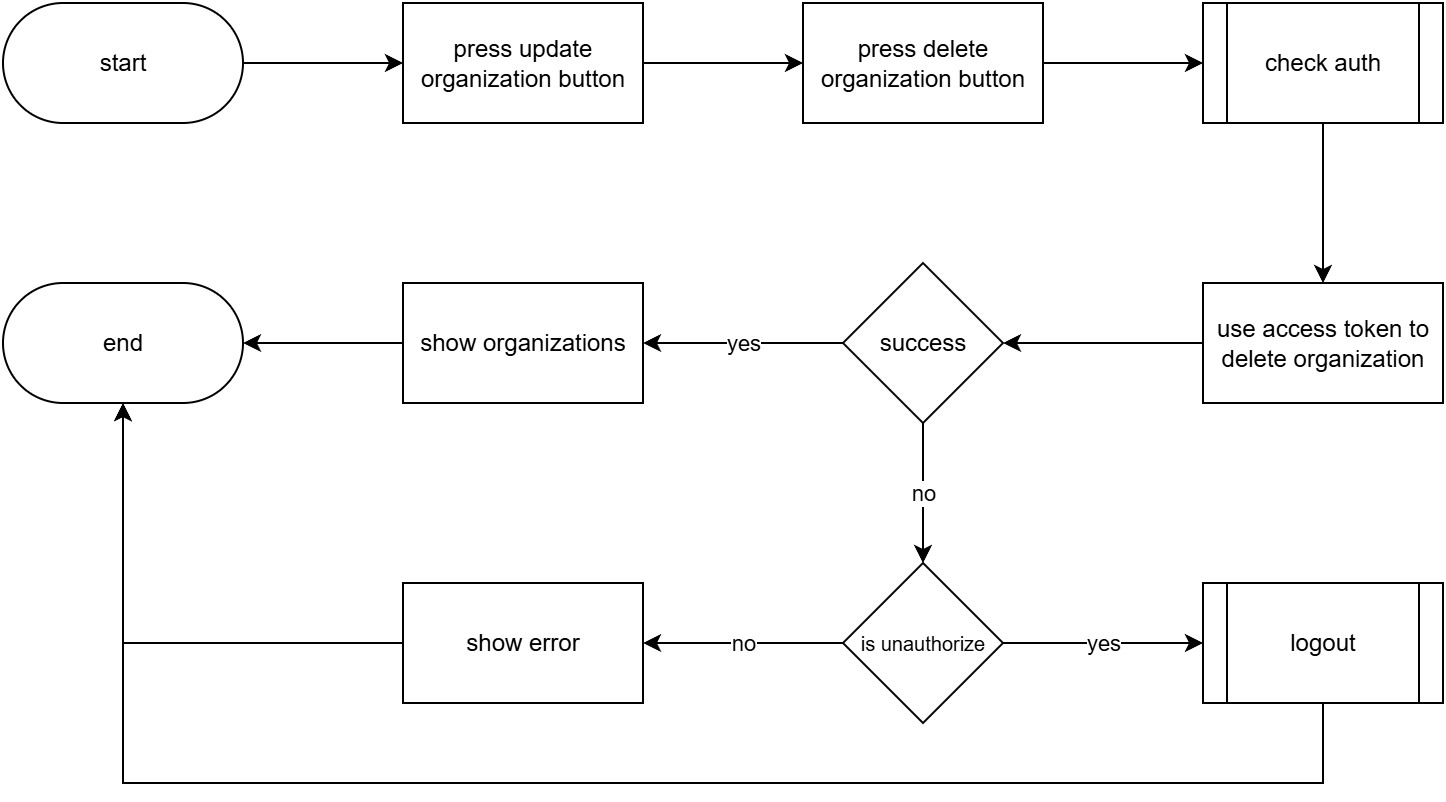 start
press update
organization button
press delete
organization button
check auth
end
show organizations
yes
success
use access token to
delete organization
no
show error
no
is unauthorize
yes
logout